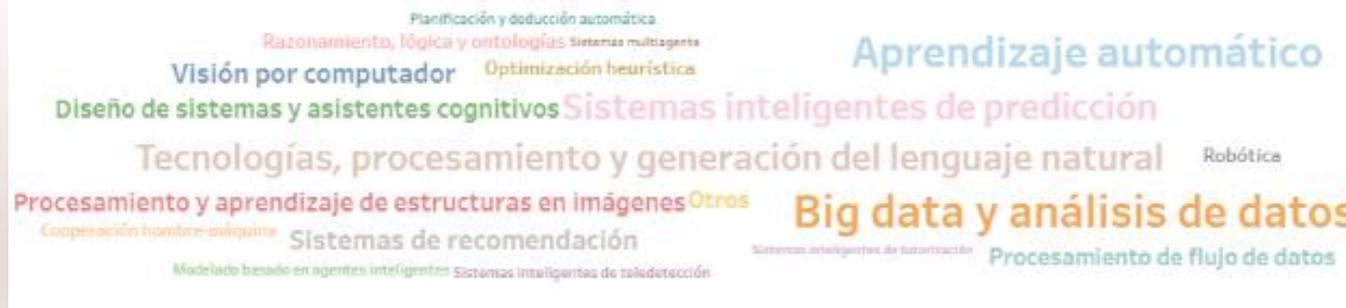 Planificación y deducción automática
Razonamiento, lógica y ontologías Sistemas multiagente
Aprendizaje automático
Visión por computador Optimización heurística
Diseño de sistemas y asistentes cognitivos Sistemas inteligentes de predicción
Tecnologías, procesamiento y generación del lenguaje natural Robótica
Procesamiento y aprendizaje de estructuras en imágenes Otros
Big data y análisis de datos
Cooperación hombre-máquina Sistemas de recomendación
Sistemas inteligentes de tutorización Procesamiento de flujo de datos
Modelado basado en agentes inteligentes Sistemas inteligentes de teledetección